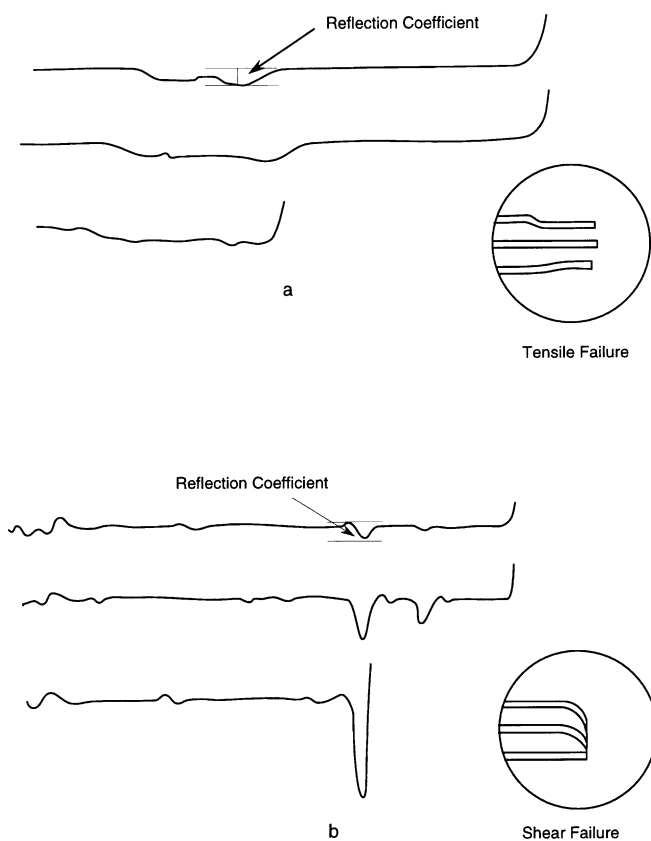 Reflection Coefficient
a
Tensile Failure
Reflection Coefficient
b
Shear Failure